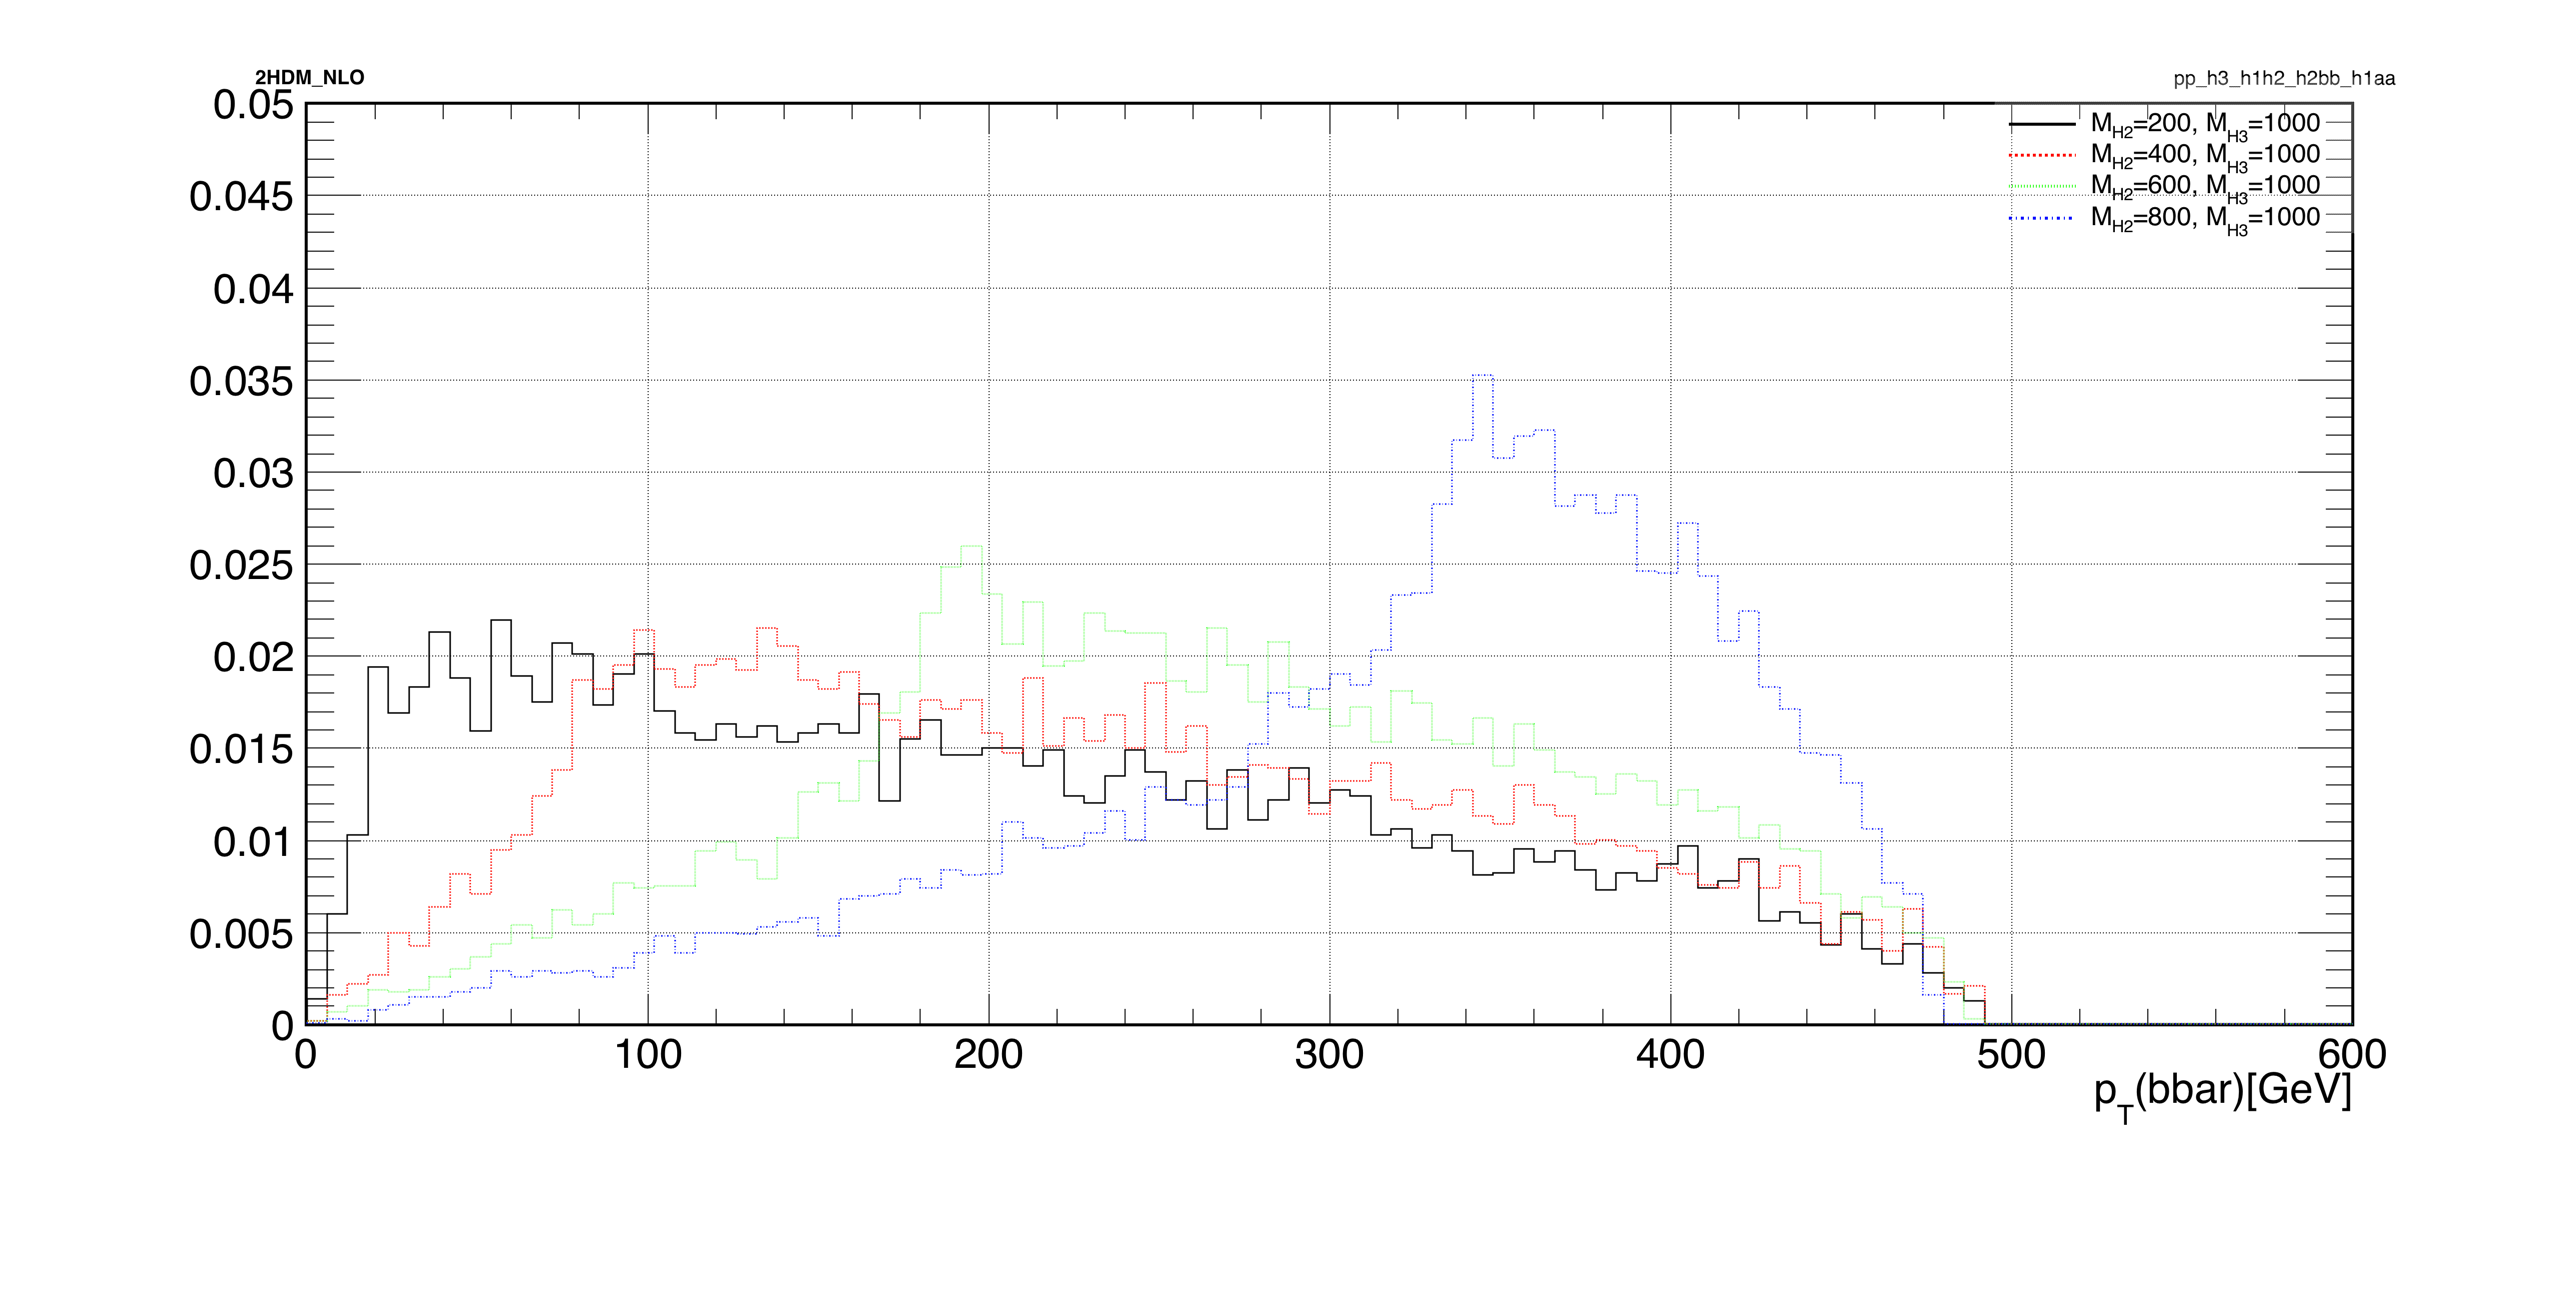 2HDM_NLO
pp_h3_h1h2_h2bb_h1aa
M_H2=200, M_H3=1000
M_H2=400, M_H3=1000
M_H2=600, M_H3=1000
M_H2=800, M_H3=1000
0.05
0.045
0.04
0.035
0.03
0.025
0.02
0.015
0.01
0.005
0
0 100 200 300 400 500 600
p_T(bbar)[GeV]